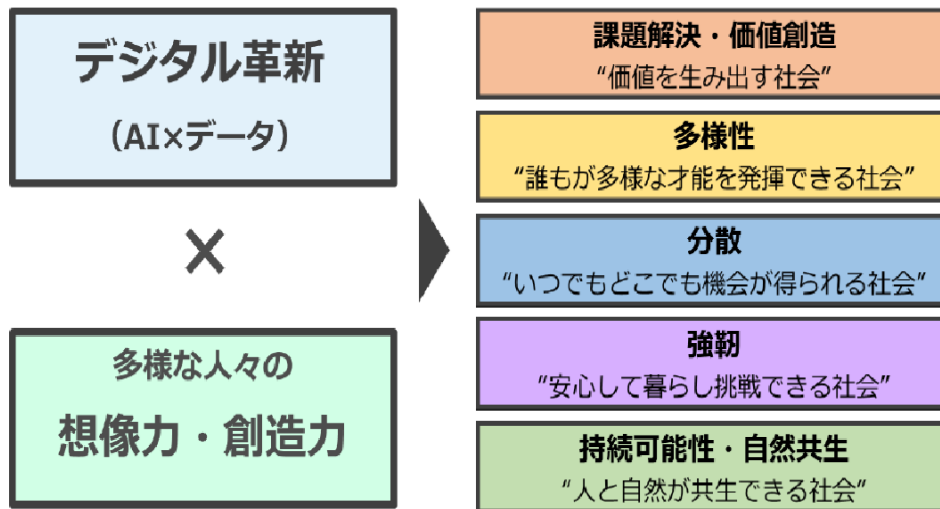 デジタル革新
（AI×データ）
×
多様な人々の
想像力・創造力
課題解決・価値創造
“価値を生み出す社会”
多様性
“誰もが多様な才能を発揮できる社会”
分散
“いつでもどこでも機会が得られる社会”
強靭
“安心して暮らし挑戦できる社会”
持続可能性・自然共生
“人と自然が共生できる社会”